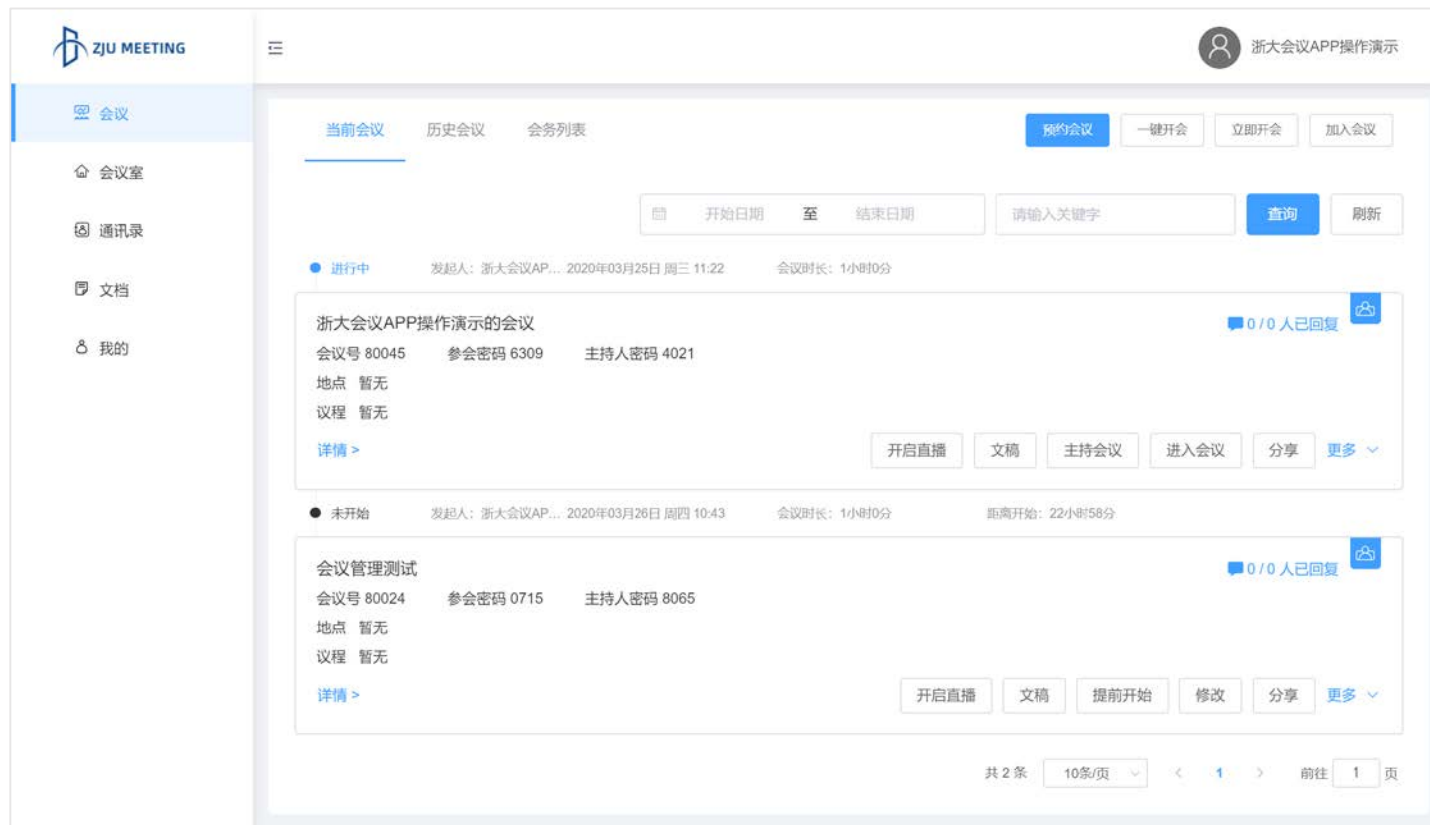 ZJU MEETING
浙大会议APP操作演示
会议
会议室
通讯录
文档
我的
当前会议 历史会议 会务列表 预约会议 一键开会 立即开会 加入会议
开始日期 至 结束日期 请输入关键字 查询 刷新
进行中 发起人：浙大会议AP... 2020年03月25日 周三 11:22 会议时长：1小时0分
浙大会议APP操作演示的会议 0 / 0 人已回复
会议号 80045 参会密码 6309 主持人密码 4021
地点 暂无
议程 暂无
详情 > 开启直播 文稿 主持会议 进入会议 分享 更多
未开始 发起人：浙大会议AP... 2020年03月26日 周四 10:43 会议时长：1小时0分 距离开始：22小时58分
会议管理测试 0 / 0 人已回复
会议号 80024 参会密码 0715 主持人密码 8065
地点 暂无
议程 暂无
详情 > 开启直播 文稿 提前开始 修改 分享 更多
共 2 条 10条/页 < 1 > 前往 1 页